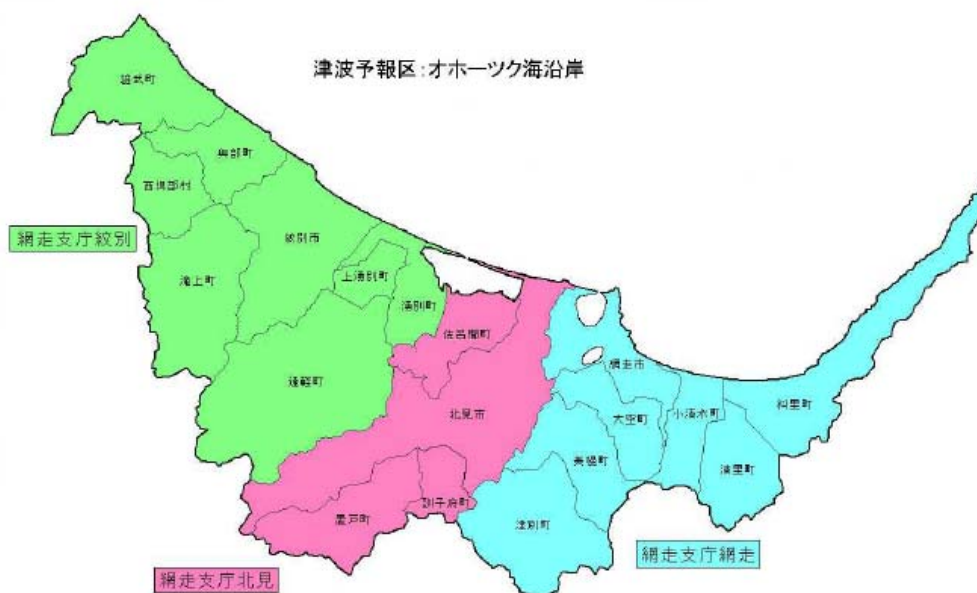 津波予報区:オホーツク海沿岸
雄武町
興部町
西興部村
網走支庁紋別
紋別市
滝上町
上湧別町
湧別町
佐呂間町
遠軽町
網走市
斜里町
北見市
大空町
小清水町
美幌町
清里町
訓子府町
置戸町
津別町
網走支庁網走
網走支庁北見